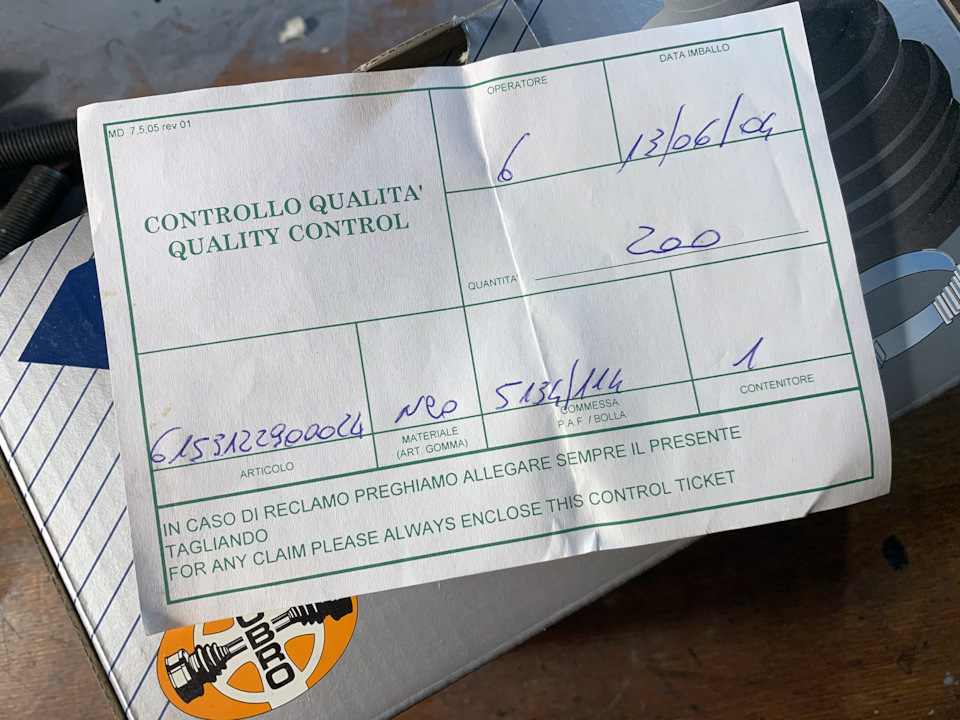 MD 7,5,05 rev 01
CONTROLLO QUALITA'
QUALITY CONTROL
OPERATORE
6
DATA IMBALLO
13/06/04
QUANTITA'
200
6153122900024
ARTICOLO
Neo
MATERIALE
(ART. GOMMA)
5134/114
COMMESSA
P.A.F. / BOLLA
1
CONTENITORE
IN CASO DI RECLAMO PREGHIAMO ALLEGARE SEMPRE IL PRESENTE
TAGLIANDO
FOR ANY CLAIM PLEASE ALWAYS ENCLOSE THIS CONTROL TICKET